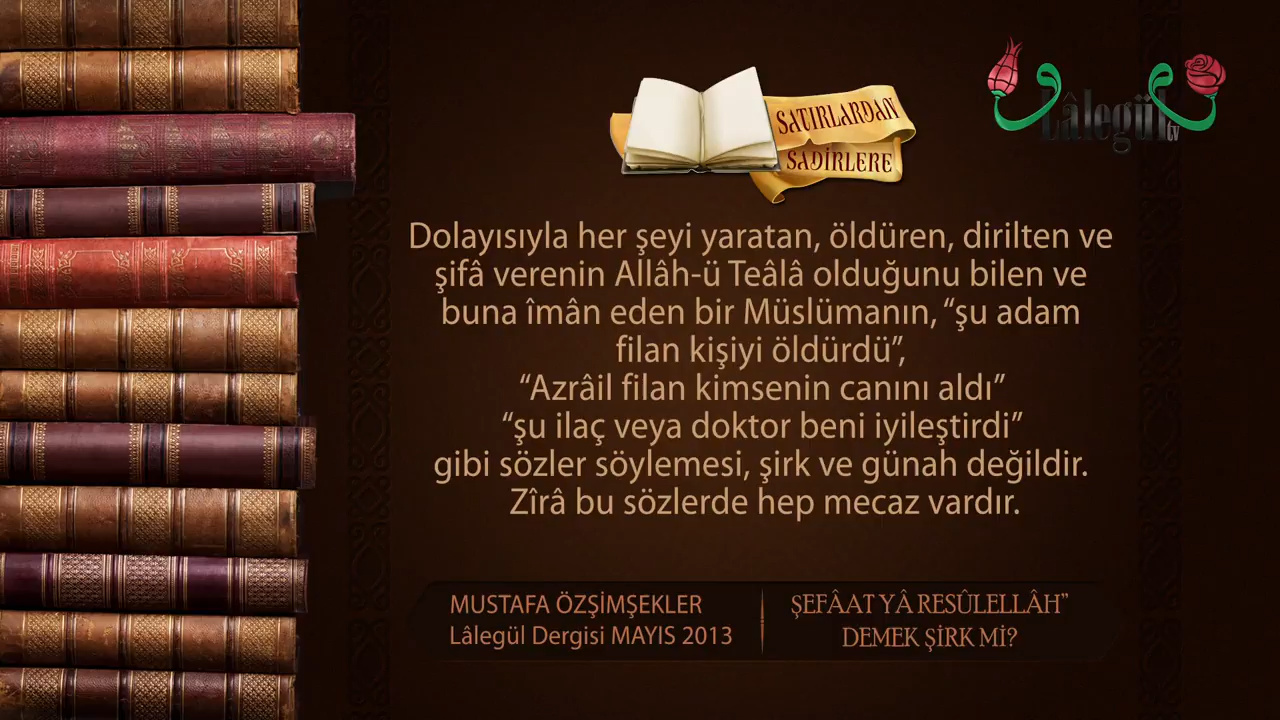 SATIRLARDAN
SADİRLERE
Lâlegül tv
Dolayısıyla her şeyi yaratan, öldüren, dirilten ve
şifâ verenin Allâh-ü Teâlâ olduğunu bilen ve
buna îmân eden bir Müslümanın, “şu adam
filan kişiyi öldürdü”,
“Azrâil filan kimsenin canını aldı”
“şu ilaç veya doktor beni iyileştirdi”
gibi sözler söylemesi, şirk ve günah değildir.
Zîrâ bu sözlerde hep mecaz vardır.
MUSTAFA ÖZŞİMŞEKLER
Lâlegül Dergisi MAYIS 2013
ŞEFÂAT YÂ RESÛLELLÂH”
DEMEK ŞİRK Mİ?